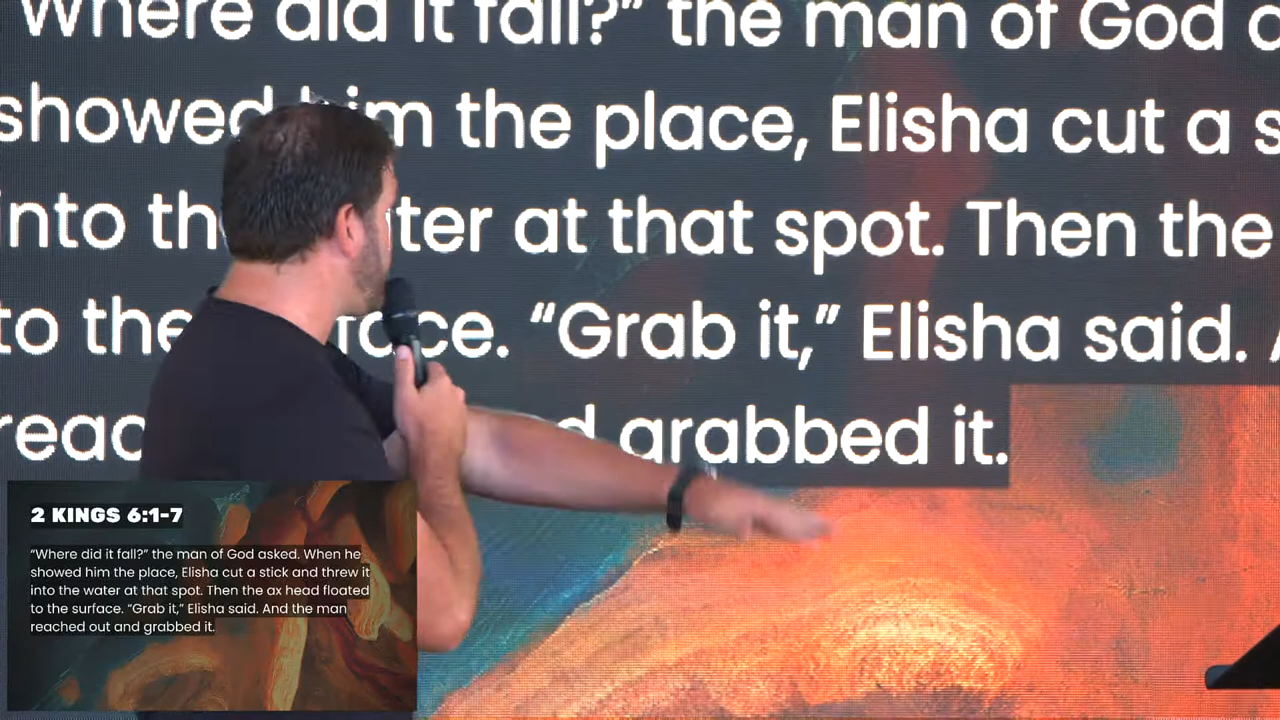 "Where did it fall?" the man of God
showed him the place, Elisha cut a
into the ter at that spot. Then the
to the face. "Grab it," Elisha said.
reac d grabbed it.
2 KINGS 6:1-7
"Where did it fall?" the man of God asked. When he
showed him the place, Elisha cut a stick and threw it
into the water at that spot. Then the ax head floated
to the surface. "Grab it," Elisha said. And the man
reached out and grabbed it.